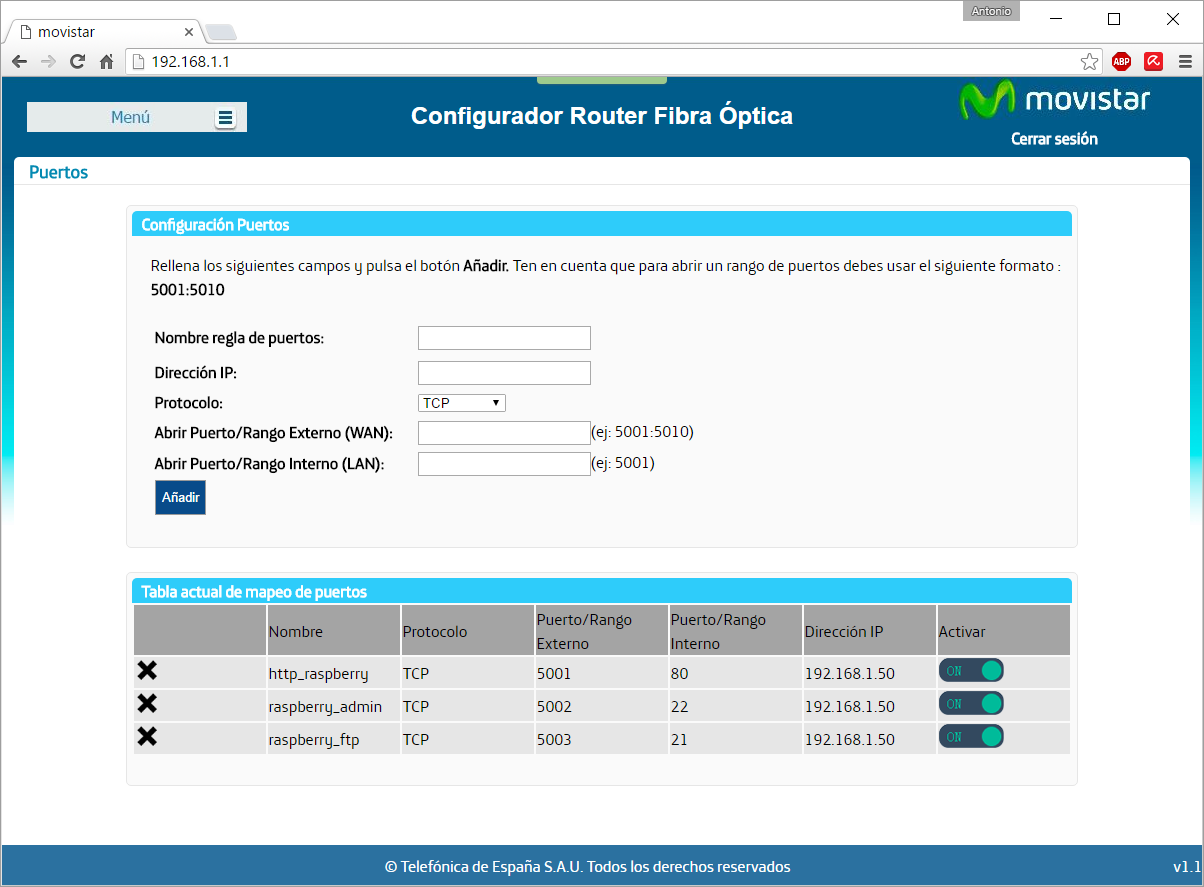 Antonio
movistar
192.168.1.1
ABP
Menú
Configurador Router Fibra Óptica
movistar
Cerrar sesión
Puertos
Configuración Puertos
Rellena los siguientes campos y pulsa el botón Añadir. Ten en cuenta que para abrir un rango de puertos debes usar el siguiente formato :
5001:5010
Nombre regla de puertos:
Dirección IP:
Protocolo: TCP
Abrir Puerto/Rango Externo (WAN): (ej: 5001:5010)
Abrir Puerto/Rango Interno (LAN): (ej: 5001)
Añadir
Tabla actual de mapeo de puertos
Nombre Protocolo Puerto/Rango Externo Puerto/Rango Interno Dirección IP Activar
http_raspberry TCP 5001 80 192.168.1.50 ON
raspberry_admin TCP 5002 22 192.168.1.50 ON
raspberry_ftp TCP 5003 21 192.168.1.50 ON
© Telefónica de España S.A.U. Todos los derechos reservados
v1.1